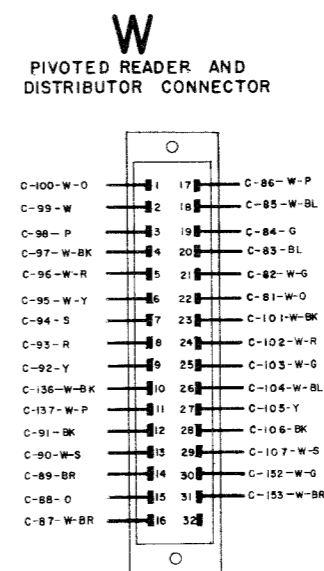 W
PIVOTED READER AND
DISTRIBUTOR CONNECTOR
C-100-W-O 1 17 C-86-W-P
C-99-W 2 18 C-85-W-BL
C-98-P 3 19 C-84-G
C-97-W-BK 4 20 C-83-BL
C-96-W-R 5 21 C-82-W-G
C-95-W-Y 6 22 C-81-W-O
C-94-S 7 23 C-101-W-BK
C-93-R 8 24 C-102-W-R
C-92-Y 9 25 C-103-W-G
C-136-W-BK 10 26 C-104-W-BL
C-137-W-P 11 27 C-105-Y
C-91-BK 12 28 C-106-BK
C-90-W-S 13 29 C-107-W-S
C-89-BR 14 30 C-152-W-G
C-88-O 15 31 C-153-W-BR
C-87-W-BR 16 32